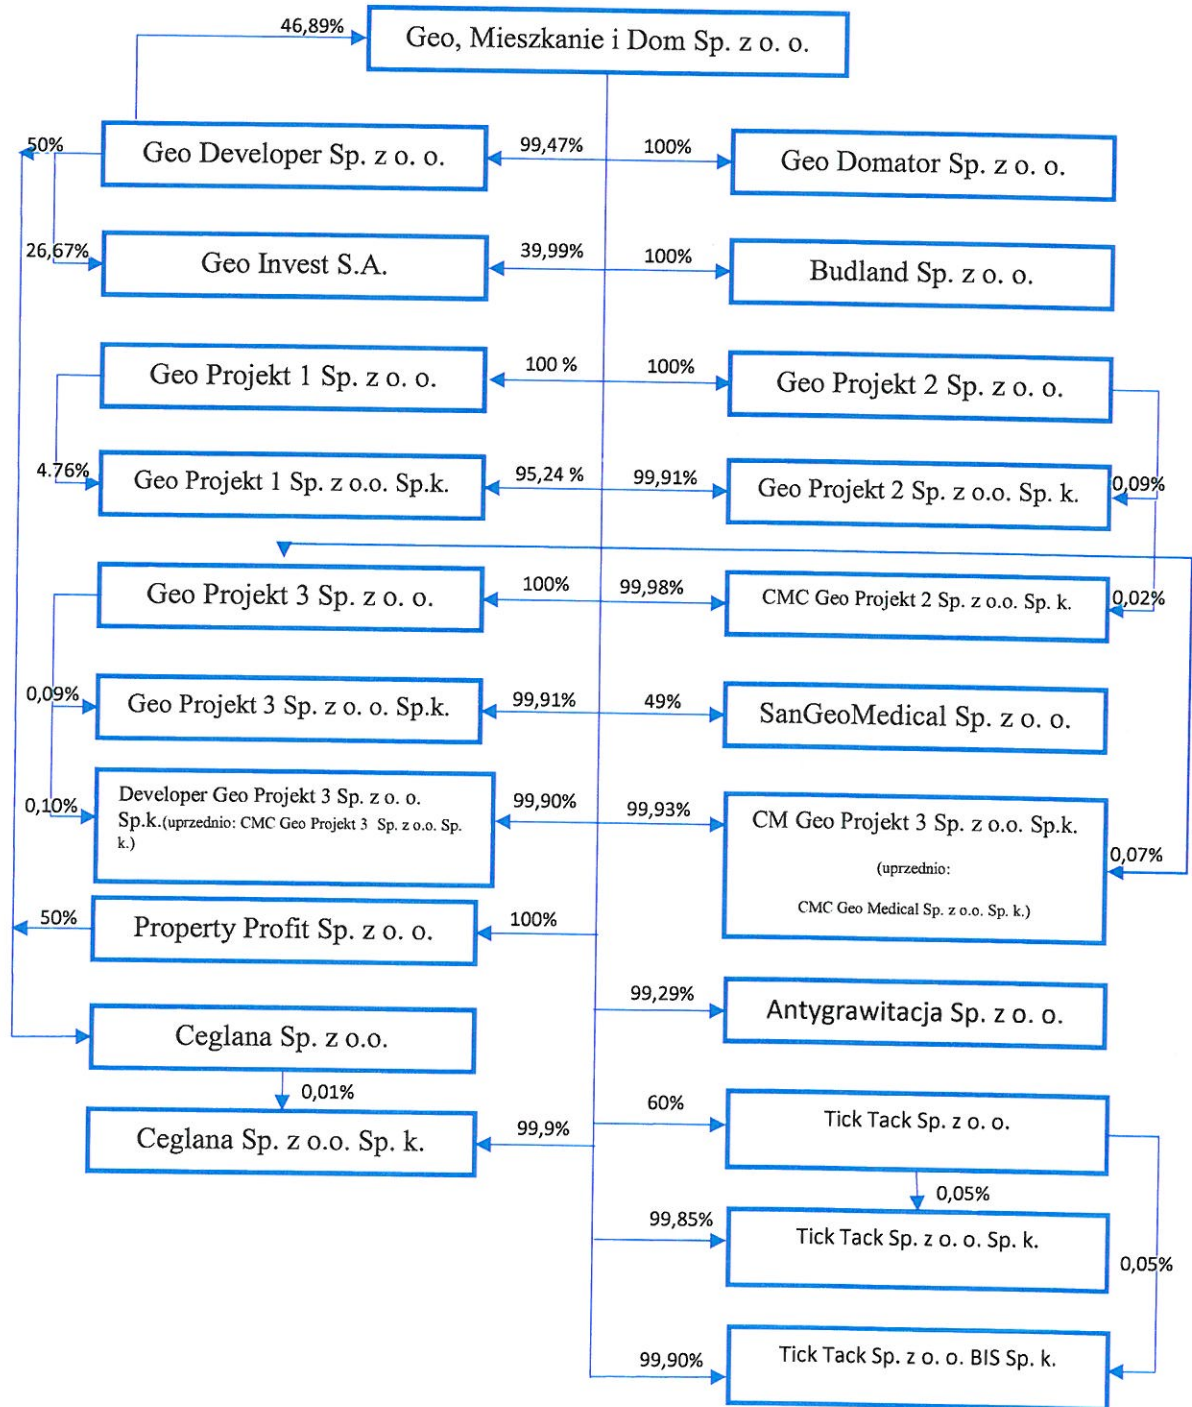 46,89%
Geo, Mieszkanie i Dom Sp. z o. o.
50%
Geo Developer Sp. z o. o.
99,47%
100%
Geo Domator Sp. z o. o.
26,67%
Geo Invest S.A.
39,99%
100%
Budland Sp. z o. o.
Geo Projekt 1 Sp. z o. o.
100 %
100%
Geo Projekt 2 Sp. z o. o.
4.76%
Geo Projekt 1 Sp. z o.o. Sp.k.
95,24 %
99,91%
Geo Projekt 2 Sp. z o.o. Sp. k.
0,09%
Geo Projekt 3 Sp. z o. o.
100%
99,98%
CMC Geo Projekt 2 Sp. z o.o. Sp. k.
0,02%
0,09%
Geo Projekt 3 Sp. z o. o. Sp.k.
99,91%
49%
SanGeoMedical Sp. z o. o.
0,10%
Developer Geo Projekt 3 Sp. z o. o.
Sp.k.(uprzednio: CMC Geo Projekt 3 Sp. z o.o. Sp.
k.)
99,90%
99,93%
CM Geo Projekt 3 Sp. z o.o. Sp.k.
(uprzednio:
CMC Geo Medical Sp. z o.o. Sp. k.)
0,07%
50%
Property Profit Sp. z o. o.
100%
99,29%
Antygrawitacja Sp. z o. o.
Ceglana Sp. z o.o.
0,01%
60%
Tick Tack Sp. z o. o.
Ceglana Sp. z o.o. Sp. k.
99,9%
0,05%
99,85%
Tick Tack Sp. z o. o. Sp. k.
0,05%
99,90%
Tick Tack Sp. z o. o. BIS Sp. k.